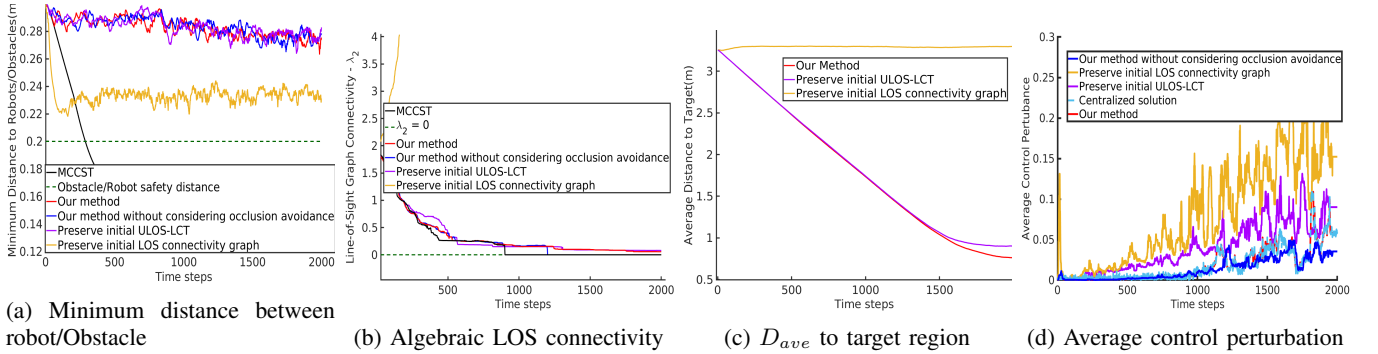 Minimum Distance to Robots/Obstacles(m
0.28
0.26
0.24
0.22
0.2
0.18
0.16
0.14
0.12
MCCST
Obstacle/Robot safety distance
Our method
Our method without considering occlusion avoidance
Preserve initial ULOS-LCT
Preserve initial LOS connectivity graph
0 500 1000 1500 2000
Time steps
(a) Minimum distance between
robot/Obstacle
Line-of-Sight Graph Connectivity - λ2
4
3.5
3
2.5
2
1.5
1
0.5
0
MCCST
λ2 = 0
Our method
Our method without considering occlusion avoidance
Preserve initial ULOS-LCT
Preserve initial LOS connectivity graph
500 1000 1500 2000
Time steps
(b) Algebraic LOS connectivity
Average Distance to Target(m)
3
2.5
2
1.5
1
0.5
Our Method
Preserve initial ULOS-LCT
Preserve initial LOS connectivity graph
0 500 1000 1500
Time steps
(c) Dave to target region
Average Control Pertubance
0.3
0.2
0.15
0.1
0.05
0
Our method without considering occlusion avoidance
Preserve initial LOS connectivity graph
Preserve initial ULOS-LCT
Centralized solution
Our method
0 500 1000 1500 2000
Time steps
(d) Average control perturbation